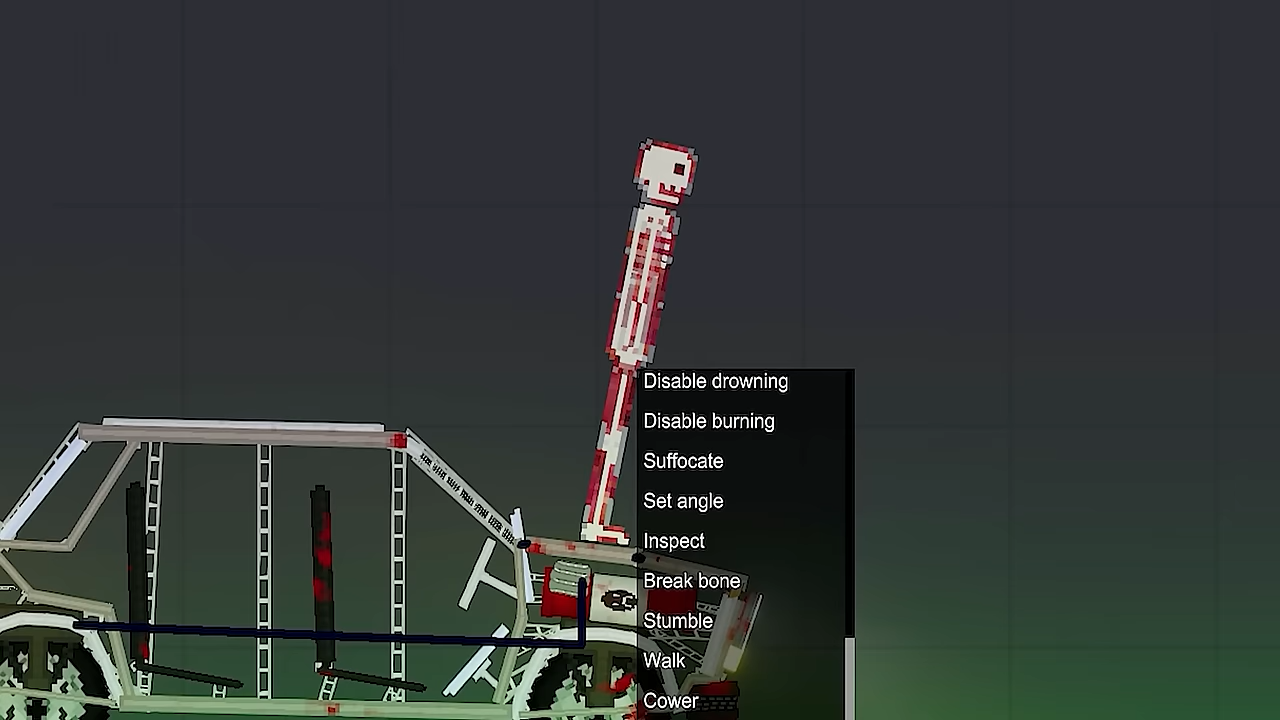 Disable drowning
Disable burning
Suffocate
Set angle
Inspect
Break bone
Stumble
Walk
Cower